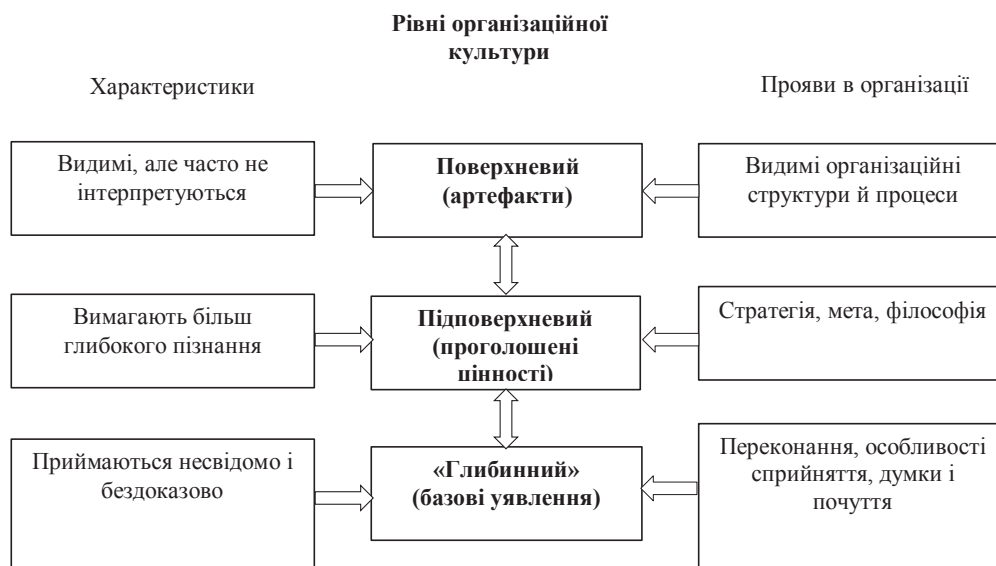 Рівні організаційної
культури
Характеристики
Прояви в організації
Видимі, але часто не
інтерпретуються
Поверхневий
(артефакти)
Видимі організаційні
структури й процеси
Вимагають більш
глибокого пізнання
Підповерхневий
(проголошені
цінності)
Стратегія, мета, філософія
Приймаються несвідомо і
бездоказово
«Глибинний»
(базові уявлення)
Переконання, особливості
сприйняття, думки і
почуття